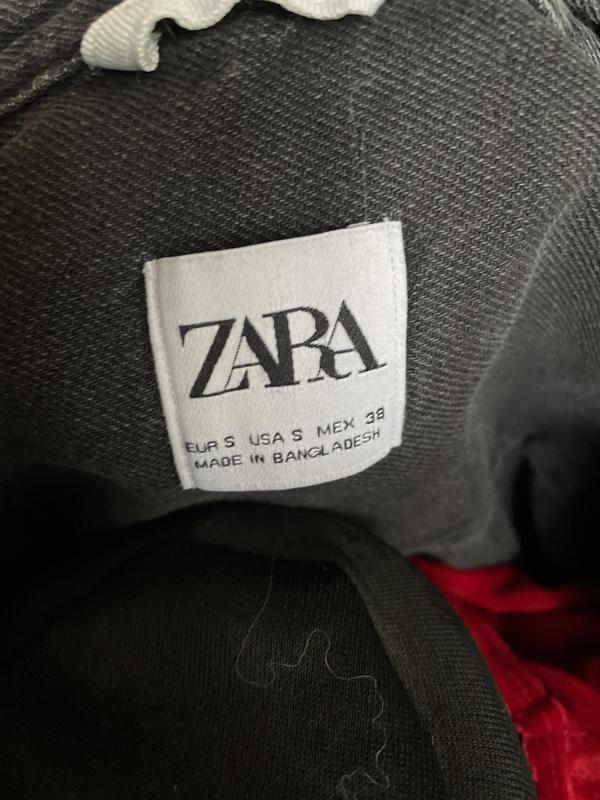 ZARA
EUR S USA S MEX 38
MADE IN BANGLADESH